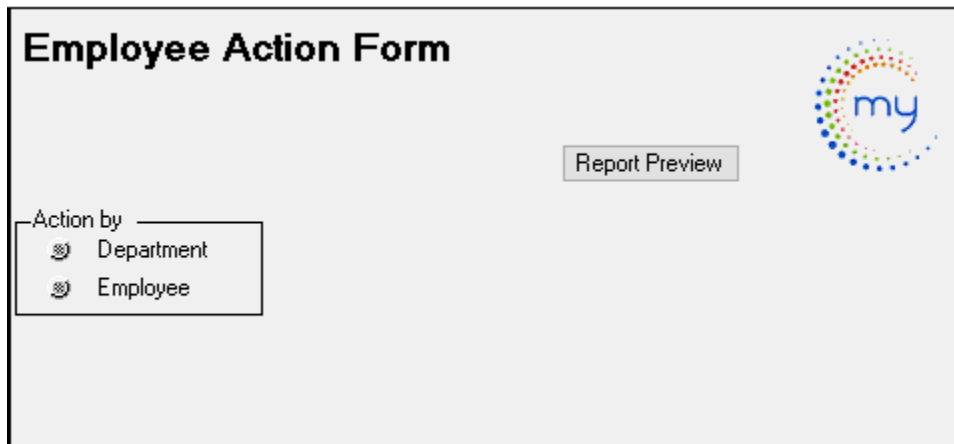 Employee Action Form
my
Report Preview
Action by
Department
Employee